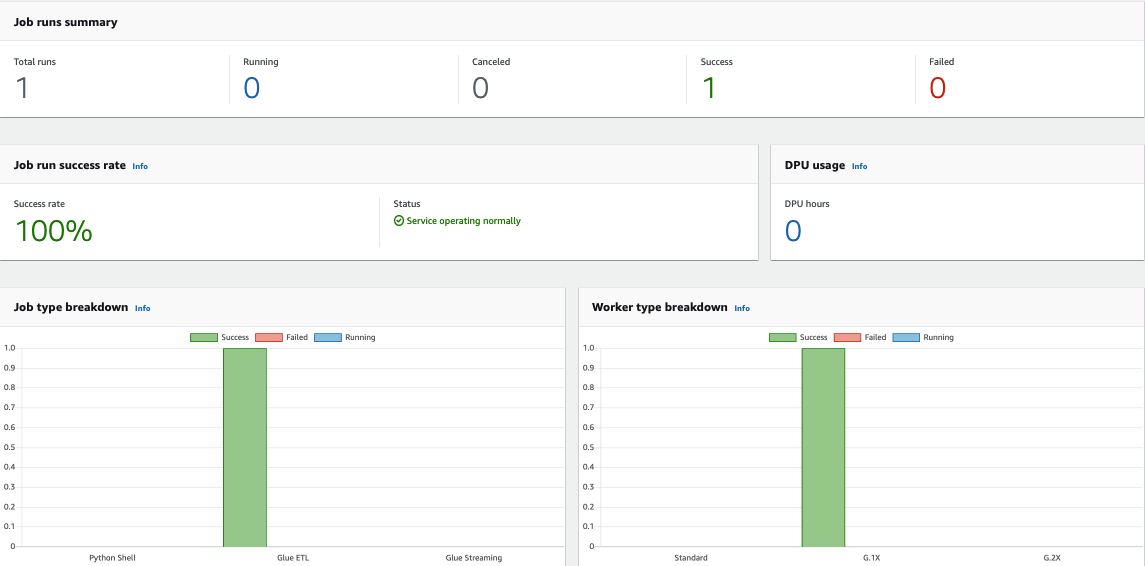 Job runs summary
Total runs
Running
Canceled
Success
Failed
1
0
0
1
0
Job run success rate Info
DPU usage Info
Success rate
Status
DPU hours
100%
Service operating normally
0
Job type breakdown Info
Success Failed Running
1.0
0.9
0.8
0.7
0.6
0.5
0.4
0.3
0.2
0.1
0
Python Shell Glue ETL Glue Streaming
Worker type breakdown Info
Success Failed Running
1.0
0.9
0.8
0.7
0.6
0.5
0.4
0.3
0.2
0.1
0
Standard G.1X G.2X